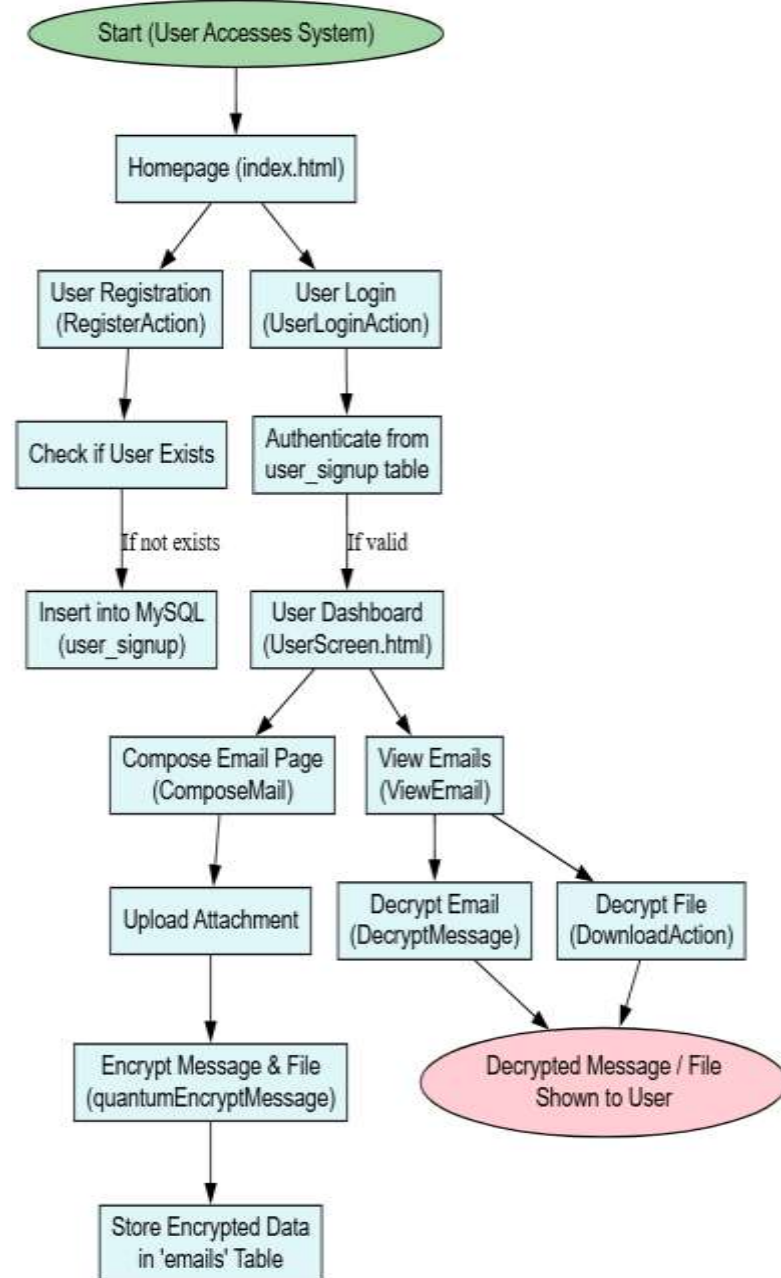 Start (User Accesses System)
Homepage (index.html)
User Registration
(RegisterAction)
User Login
(UserLoginAction)
Check if User Exists
Authenticate from
user_signup table
If not exists
If valid
Insert into MySQL
(user_signup)
User Dashboard
(UserScreen.html)
Compose Email Page
(ComposeMail)
View Emails
(ViewEmail)
Upload Attachment
Decrypt Email
(DecryptMessage)
Decrypt File
(DownloadAction)
Encrypt Message & File
(quantumEncryptMessage)
Decrypted Message / File
Shown to User
Store Encrypted Data
in 'emails' Table